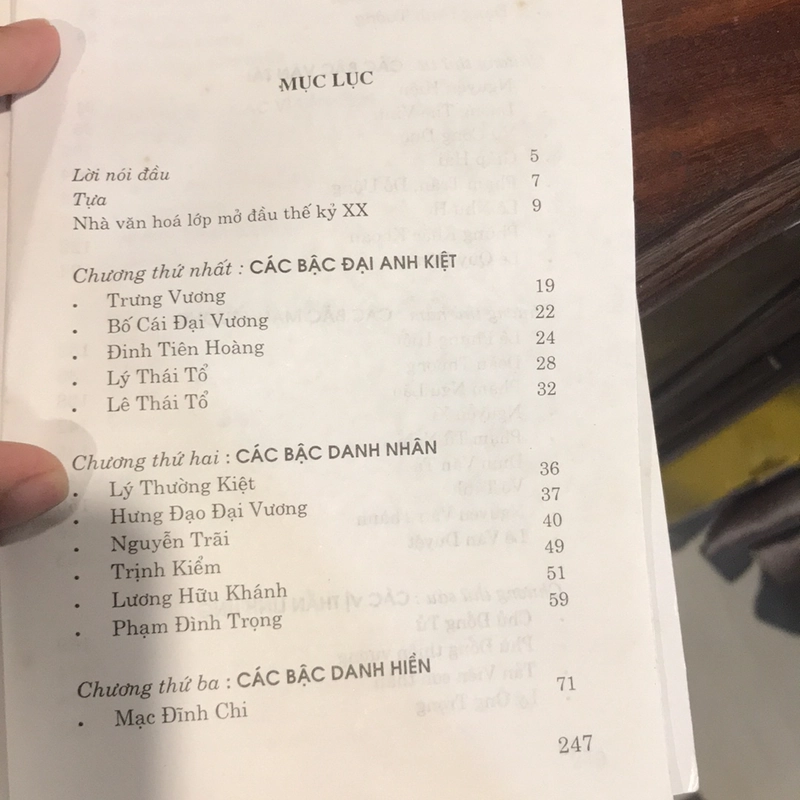 MỤC LỤC
Lời nói đầu 5
Tựa 7
Nhà văn hoá lớp mở đầu thế kỷ XX 9
Chương thứ nhất : CÁC BẬC ĐẠI ANH KIỆT
. Trưng Vương 19
. Bố Cái Đại Vương 22
. Đinh Tiên Hoàng 24
. Lý Thái Tổ 28
. Lê Thái Tổ 32
Chương thứ hai : CÁC BẬC DANH NHÂN
. Lý Thường Kiệt 36
. Hưng Đạo Đại Vương 37
. Nguyễn Trãi 40
. Trịnh Kiểm 49
. Lương Hữu Khánh 51
. Phạm Đình Trọng 59
Chương thứ ba : CÁC BẬC DANH HIỀN
. Mạc Đĩnh Chi 71
247